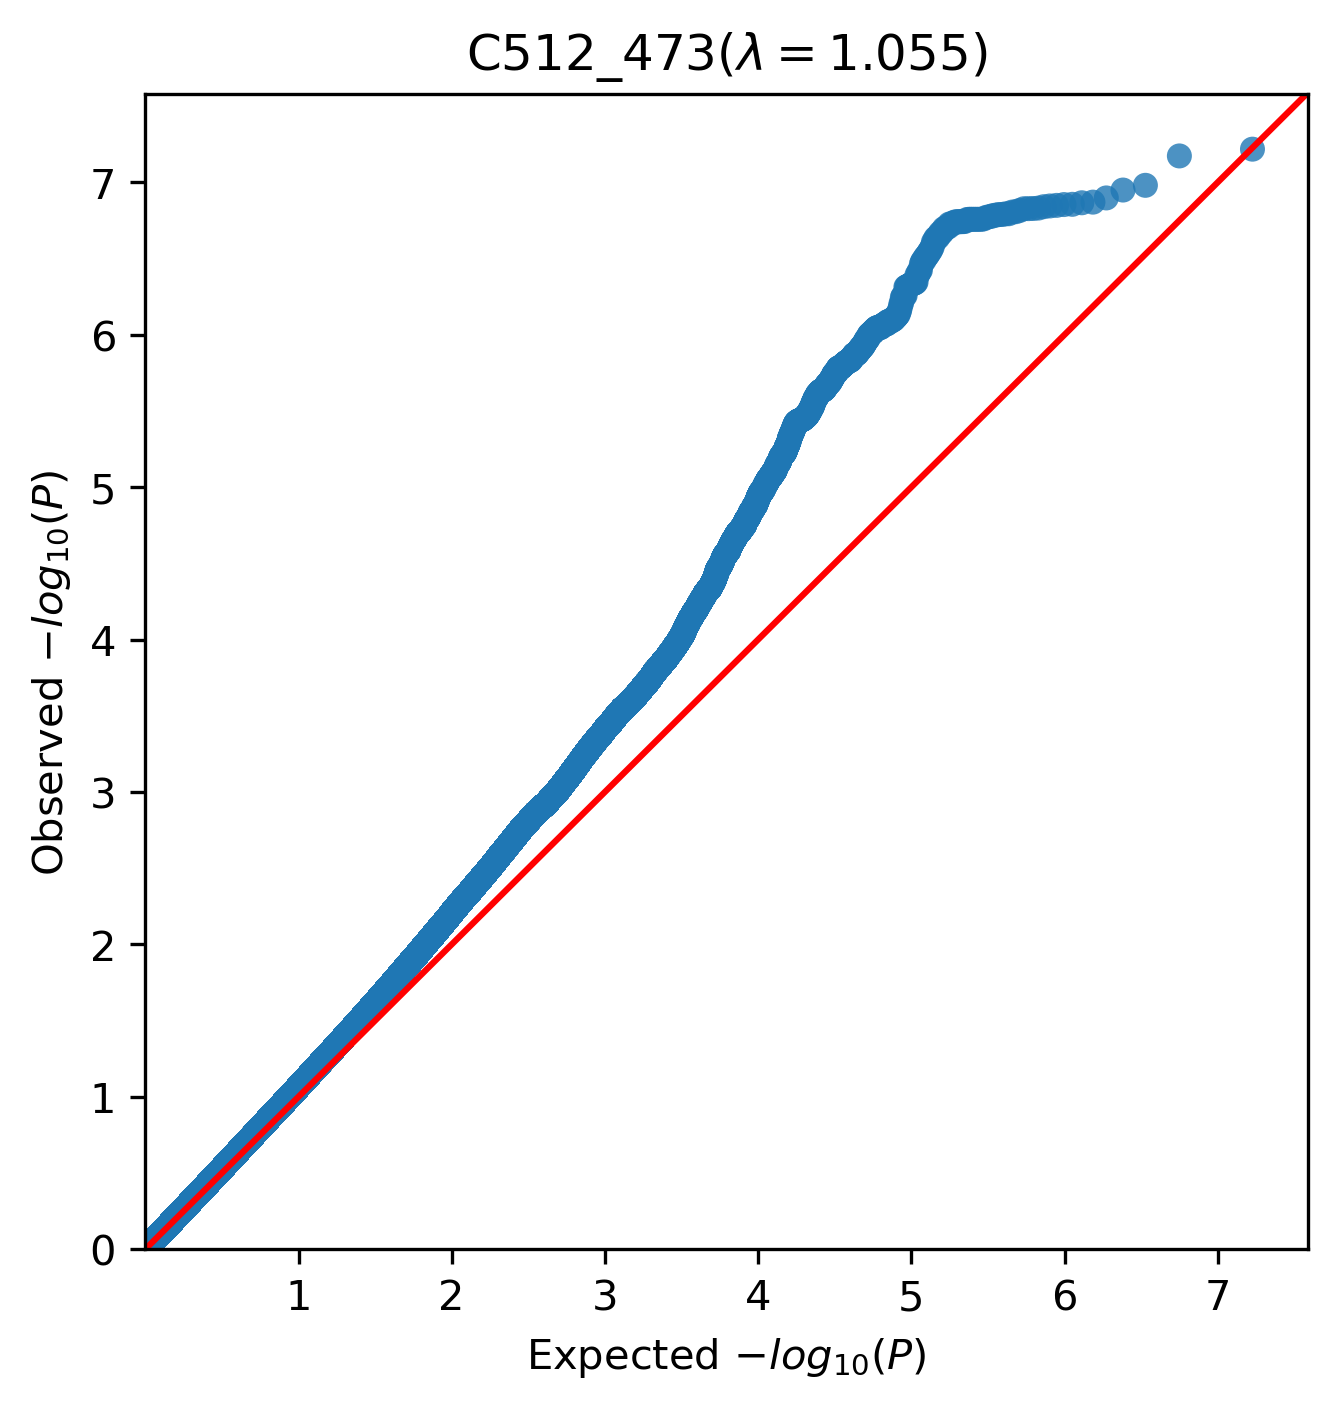 C512_473(λ = 1.055)
Observed −log₁₀(P)
7
6
5
4
3
2
1
0
1 2 3 4 5 6 7
Expected −log₁₀(P)